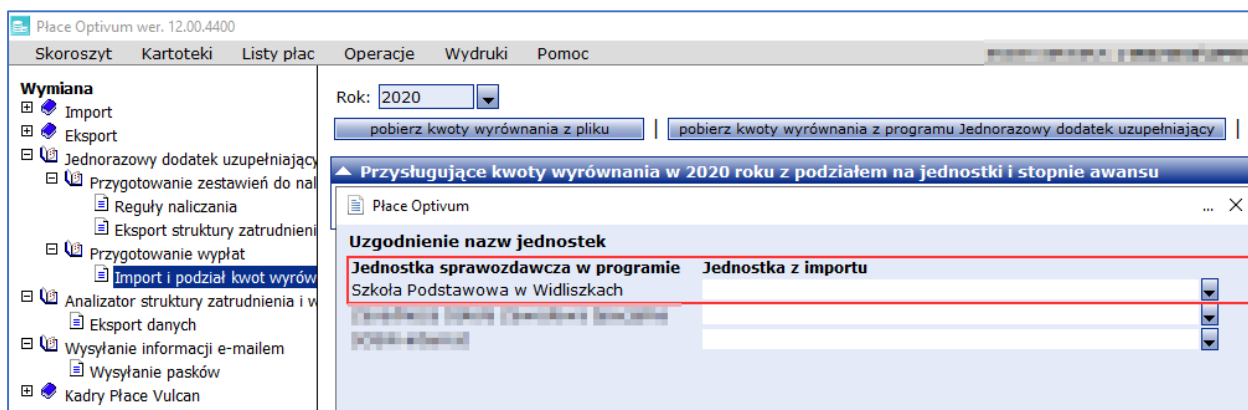 Płace Optivum wer. 12.00.4400
Skoroszyt Kartoteki Listy płac Operacje Wydruki Pomoc
Wymiana
Import
Eksport
Jednorazowy dodatek uzupełniający
Przygotowanie zestawień do nal
Reguły naliczania
Eksport struktury zatrudnieni
Przygotowanie wypłat
Import i podział kwot wyrów
Analizator struktury zatrudnienia i w
Eksport danych
Wysyłanie informacji e-mailem
Wysyłanie pasków
Kadry Płace Vulcan
Rok: 2020
pobierz kwoty wyrównania z pliku | pobierz kwoty wyrównania z programu Jednorazowy dodatek uzupełniający |
Przysługujące kwoty wyrównania w 2020 roku z podziałem na jednostki i stopnie awansu
Płace Optivum ...
Uzgodnienie nazw jednostek
Jednostka sprawozdawcza w programie Jednostka z importu
Szkoła Podstawowa w Widliszkach